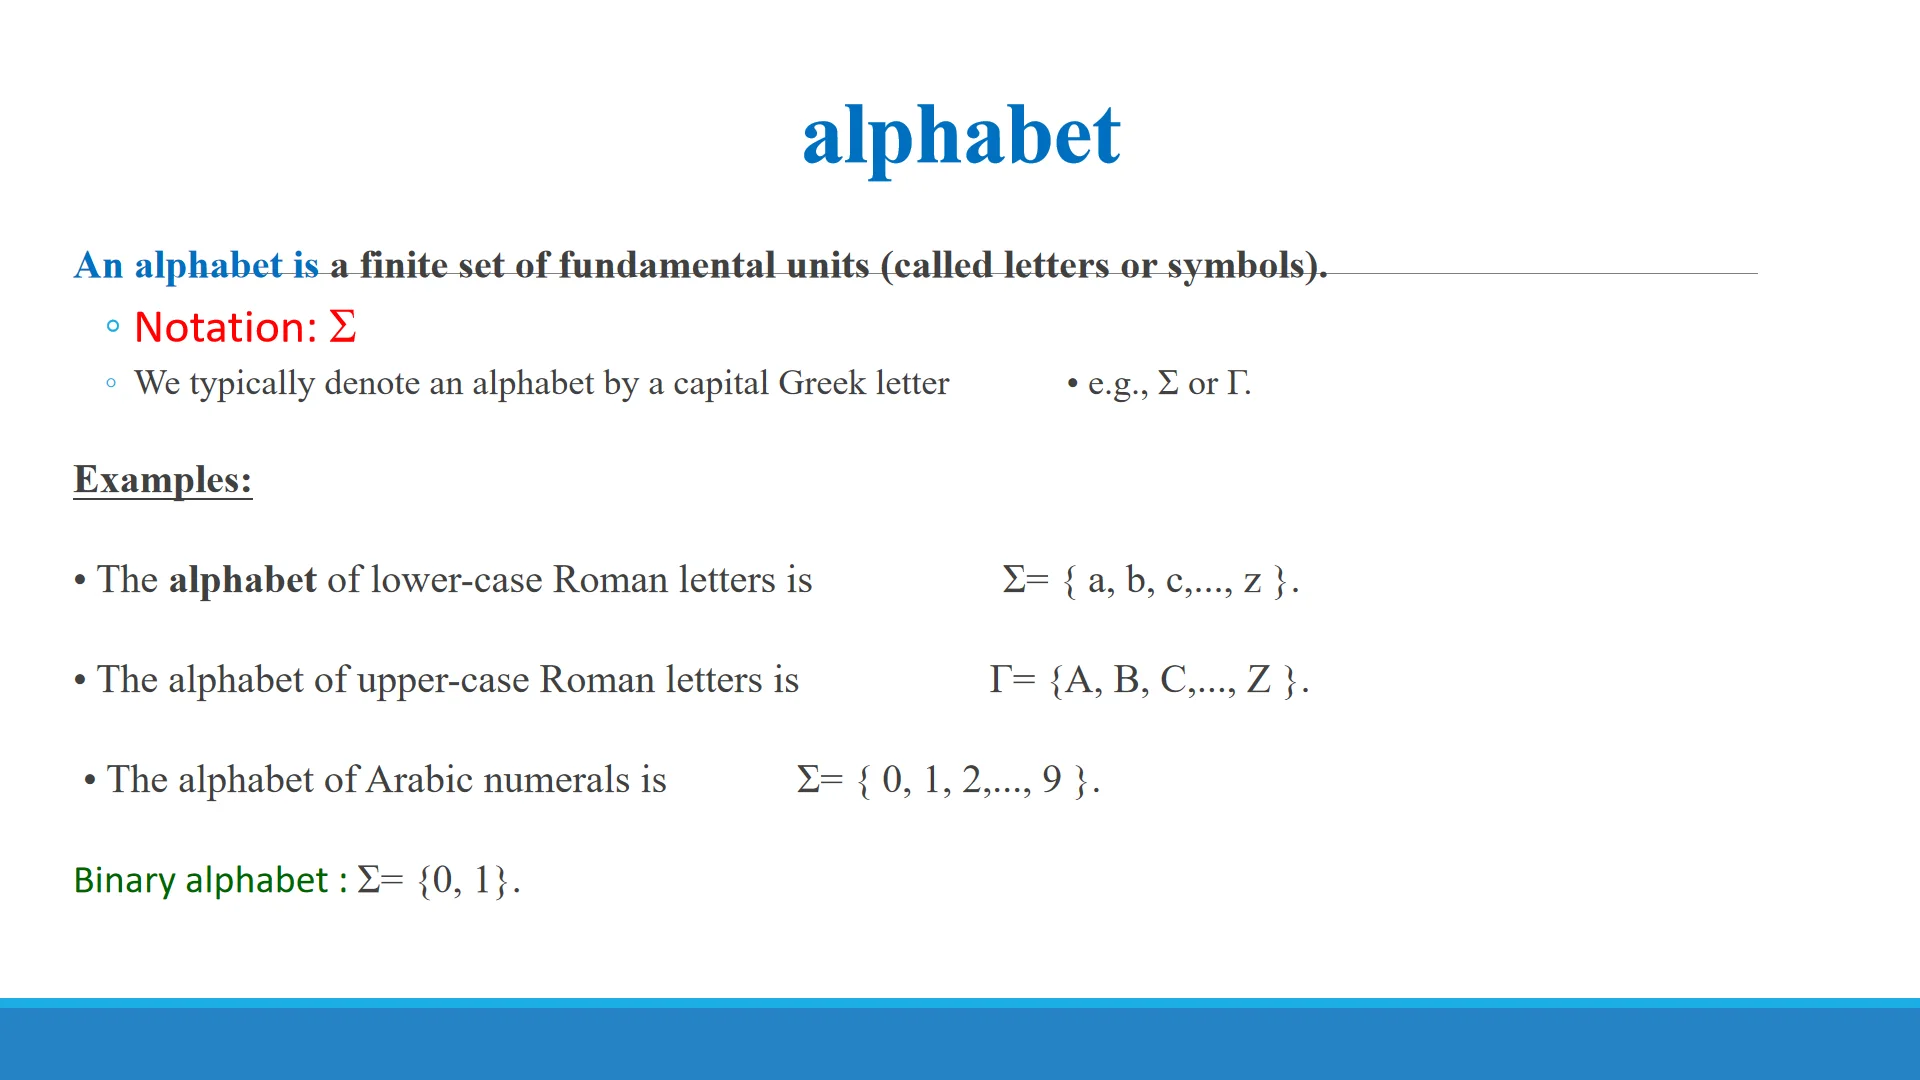 alphabet
An alphabet is a finite set of fundamental units (called letters or symbols).
◦ Notation: Σ
◦ We typically denote an alphabet by a capital Greek letter • e.g., Σ or Γ.
Examples:
• The alphabet of lower-case Roman letters is Σ= { a, b, c,..., z }.
• The alphabet of upper-case Roman letters is Γ= {A, B, C,..., Z }.
• The alphabet of Arabic numerals is Σ= { 0, 1, 2,..., 9 }.
Binary alphabet : Σ= {0, 1}.